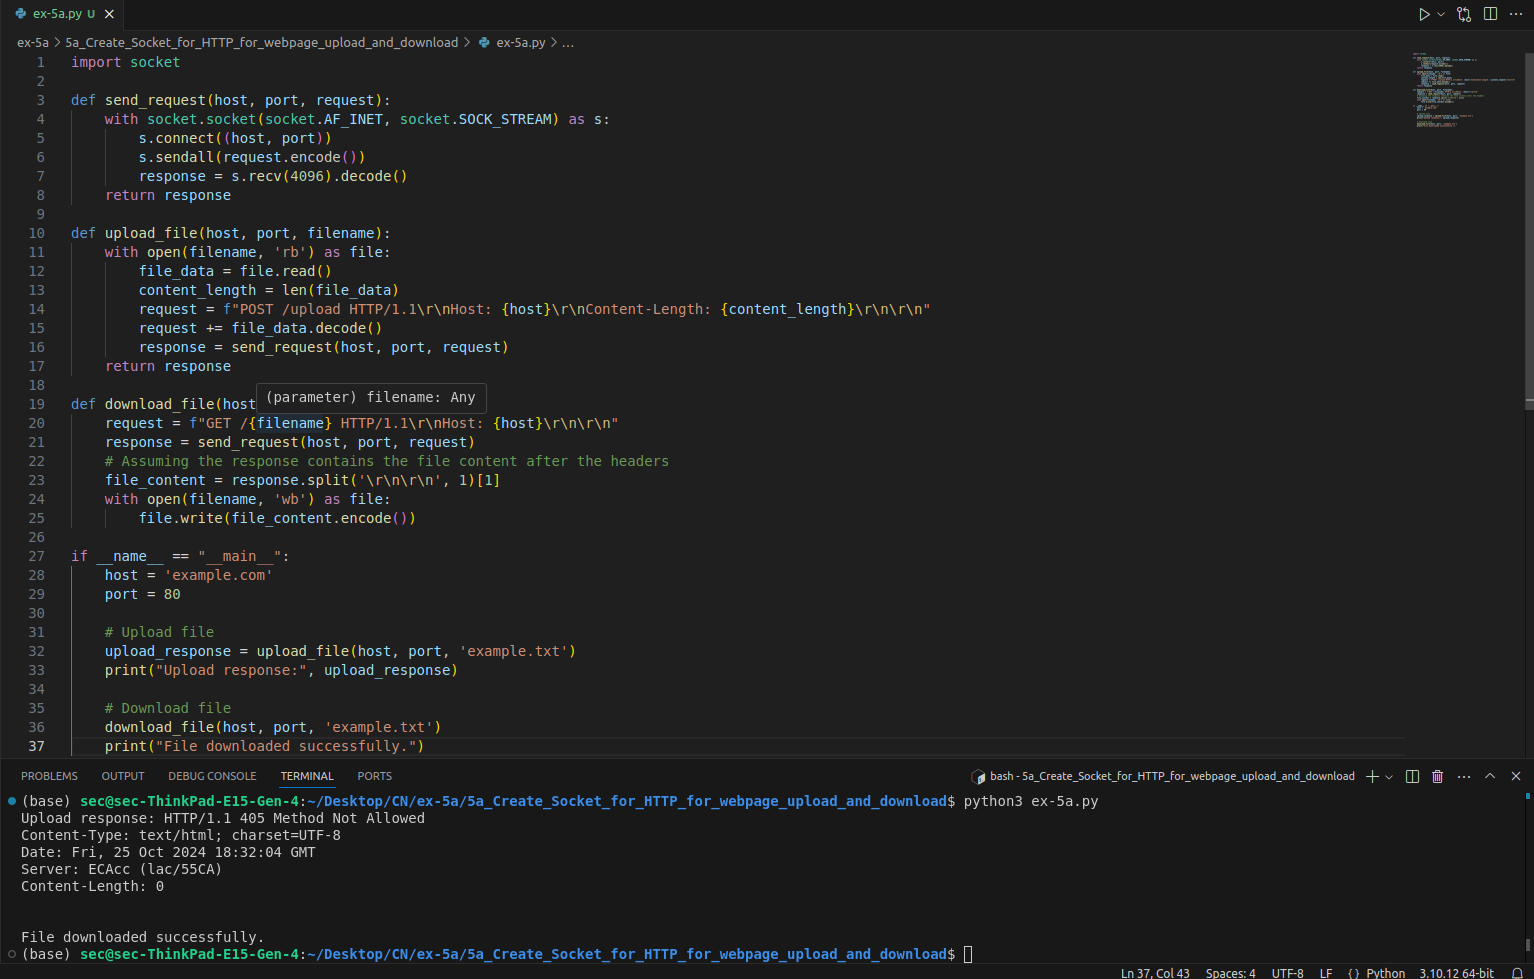 ex-5a.py U
ex-5a > 5a_Create_Socket_for_HTTP_for_webpage_upload_and_download > ex-5a.py > ...
1 import socket
2
3 def send_request(host, port, request):
4     with socket.socket(socket.AF_INET, socket.SOCK_STREAM) as s:
5         s.connect((host, port))
6         s.sendall(request.encode())
7         response = s.recv(4096).decode()
8     return response
9
10 def upload_file(host, port, filename):
11     with open(filename, 'rb') as file:
12         file_data = file.read()
13         content_length = len(file_data)
14         request = f"POST /upload HTTP/1.1\r\nHost: {host}\r\nContent-Length: {content_length}\r\n\r\n"
15         request += file_data.decode()
16         response = send_request(host, port, request)
17     return response
18
(parameter) filename: Any
19 def download_file(host
20     request = f"GET /{filename} HTTP/1.1\r\nHost: {host}\r\n\r\n"
21     response = send_request(host, port, request)
22     # Assuming the response contains the file content after the headers
23     file_content = response.split('\r\n\r\n', 1)[1]
24     with open(filename, 'wb') as file:
25         file.write(file_content.encode())
26
27 if __name__ == "__main__":
28     host = 'example.com'
29     port = 80
30
31     # Upload file
32     upload_response = upload_file(host, port, 'example.txt')
33     print("Upload response:", upload_response)
34
35     # Download file
36     download_file(host, port, 'example.txt')
37     print("File downloaded successfully.")
PROBLEMS OUTPUT DEBUG CONSOLE TERMINAL PORTS bash - 5a_Create_Socket_for_HTTP_for_webpage_upload_and_download
(base) sec@sec-ThinkPad-E15-Gen-4:~/Desktop/CN/ex-5a/5a_Create_Socket_for_HTTP_for_webpage_upload_and_download$ python3 ex-5a.py
Upload response: HTTP/1.1 405 Method Not Allowed
Content-Type: text/html; charset=UTF-8
Date: Fri, 25 Oct 2024 18:32:04 GMT
Server: ECAcc (lac/55CA)
Content-Length: 0
File downloaded successfully.
(base) sec@sec-ThinkPad-E15-Gen-4:~/Desktop/CN/ex-5a/5a_Create_Socket_for_HTTP_for_webpage_upload_and_download$
Ln 37, Col 43 Spaces: 4 UTF-8 LF { } Python 3.10.12 64-bit